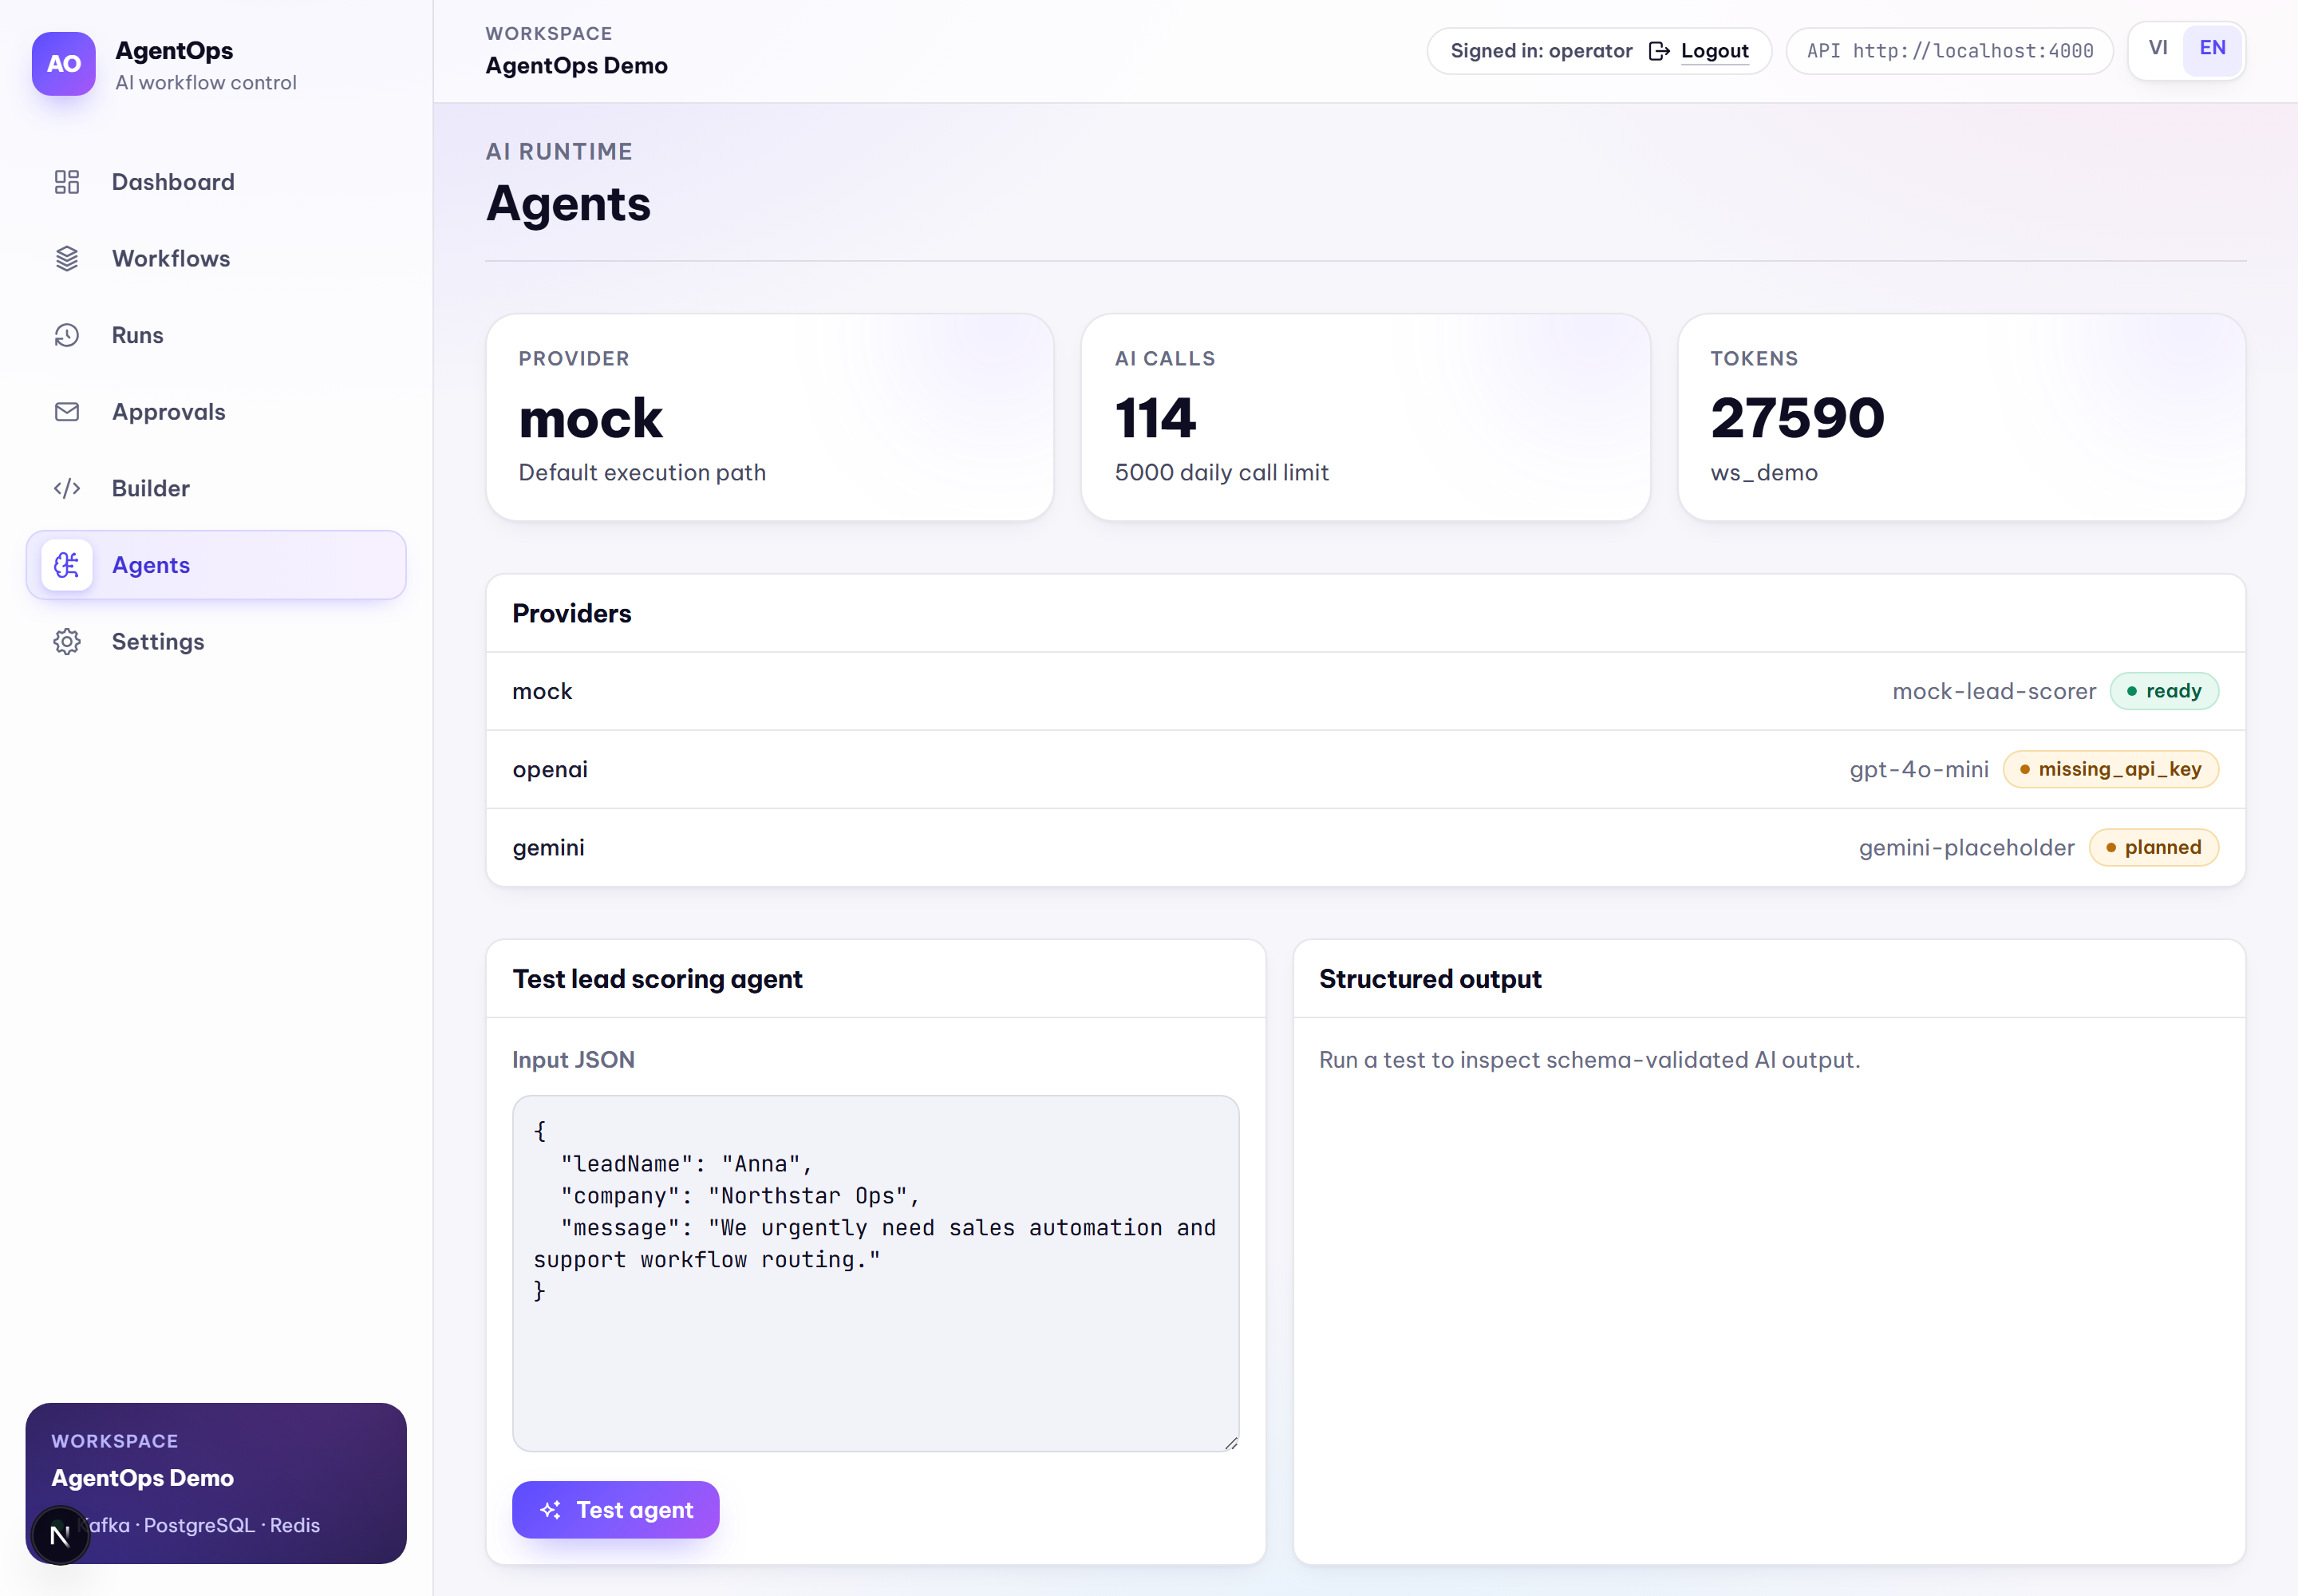 AO
AgentOps
AI workflow control
Dashboard
Workflows
Runs
Approvals
Builder
Agents
Settings
WORKSPACE
AgentOps Demo
N
afka · PostgreSQL · Redis
WORKSPACE
AgentOps Demo
Signed in: operator Logout
API http://localhost:4000
VI EN
AI RUNTIME
Agents
PROVIDER
mock
Default execution path
AI CALLS
114
5000 daily call limit
TOKENS
27590
ws_demo
Providers
mock mock-lead-scorer ready
openai gpt-4o-mini missing_api_key
gemini gemini-placeholder planned
Test lead scoring agent
Input JSON
{
"leadName": "Anna",
"company": "Northstar Ops",
"message": "We urgently need sales automation and
support workflow routing."
}
Test agent
Structured output
Run a test to inspect schema-validated AI output.